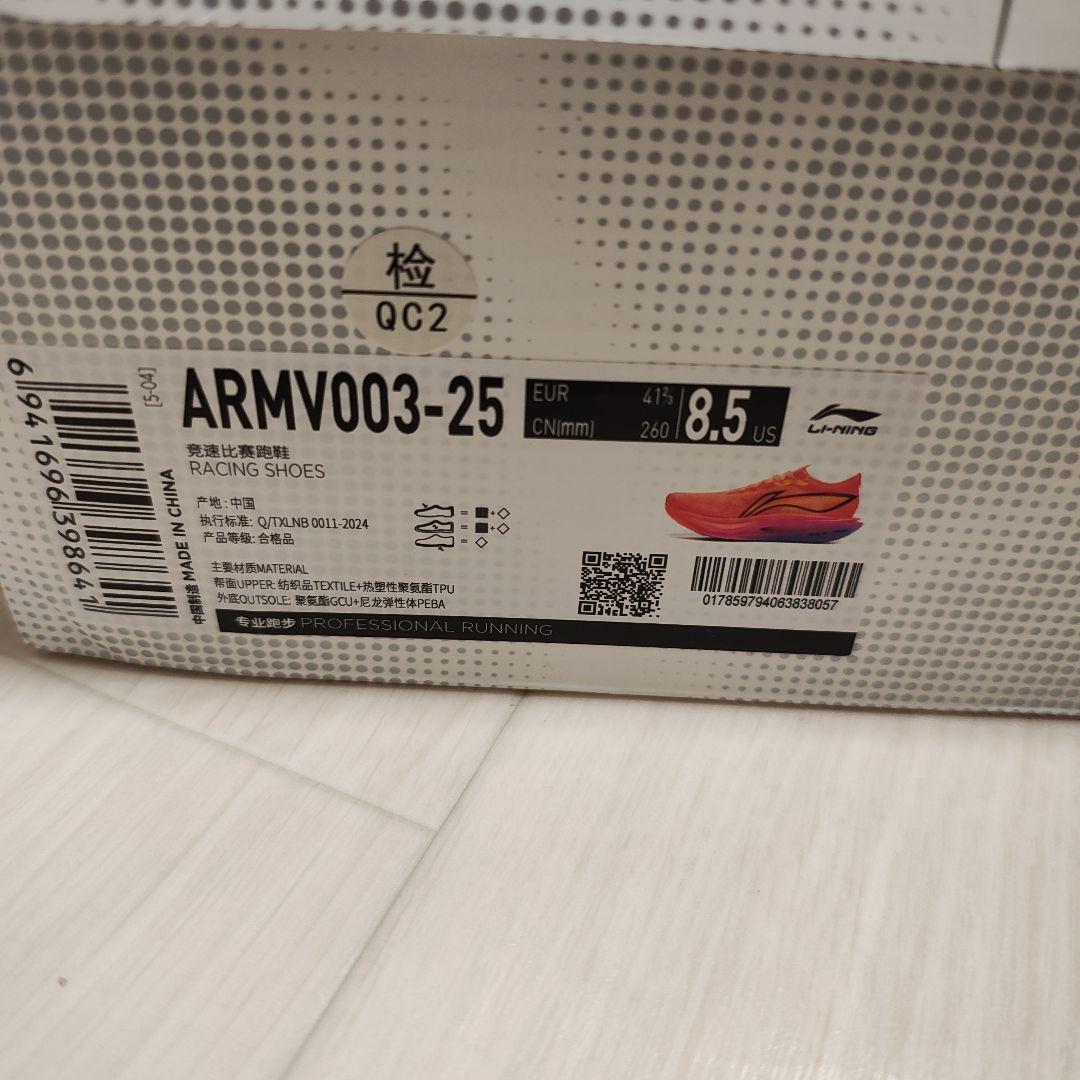 检
QC2
6 941696 398641
[5-04]
中国制造 MADE IN CHINA
ARMV003-25
EUR 41⅔
CN(mm) 260
8.5 US
LI-NING
竞速比赛跑鞋
RACING SHOES
产地: 中国
执行标准: Q/TXLNB 0011-2024
产品等级: 合格品
主要材质MATERIAL
帮面UPPER: 纺织品TEXTILE+热塑性聚氨酯TPU
外底OUTSOLE: 聚氨酯GCU+尼龙弹性体PEBA
017859794063838057
专业跑步 PROFESSIONAL RUNNING